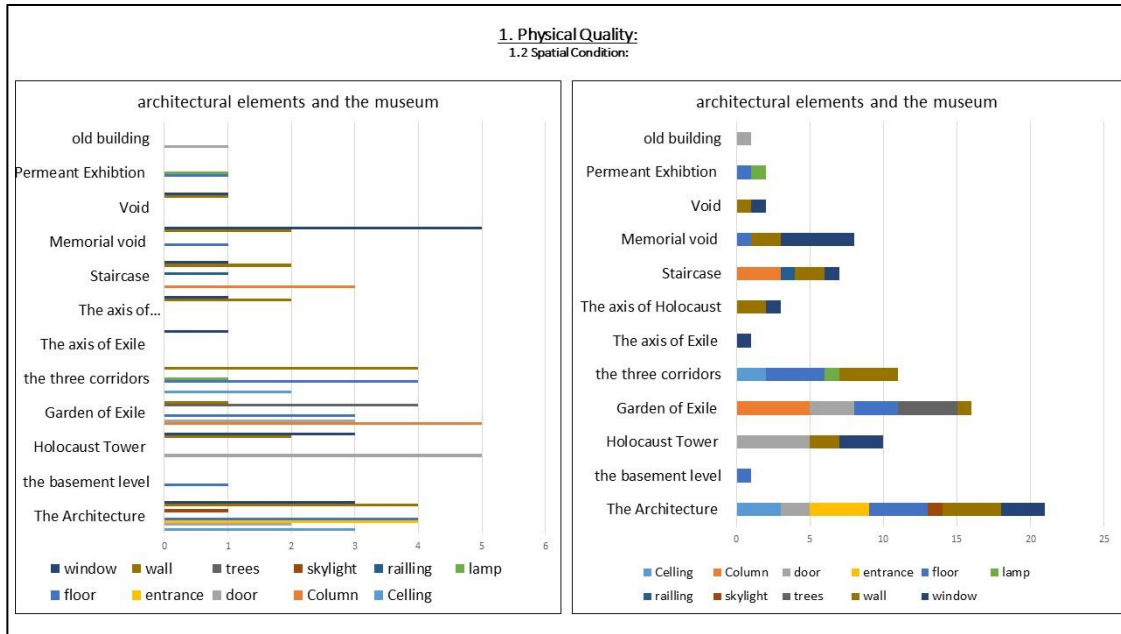 1. Physical Quality:
1.2 Spatial Condition:
architectural elements and the museum
old building
Permeant Exhibtion
Void
Memorial void
Staircase
The axis of...
The axis of Exile
the three corridors
Garden of Exile
Holocaust Tower
the basement level
The Architecture
0 1 2 3 4 5 6
window wall trees skylight railling lamp
floor entrance door Column Celling
architectural elements and the museum
old building
Permeant Exhibtion
Void
Memorial void
Staircase
The axis of Holocaust
The axis of Exile
the three corridors
Garden of Exile
Holocaust Tower
the basement level
The Architecture
0 5 10 15 20 25
Celling Column door entrance floor lamp
railling skylight trees wall window